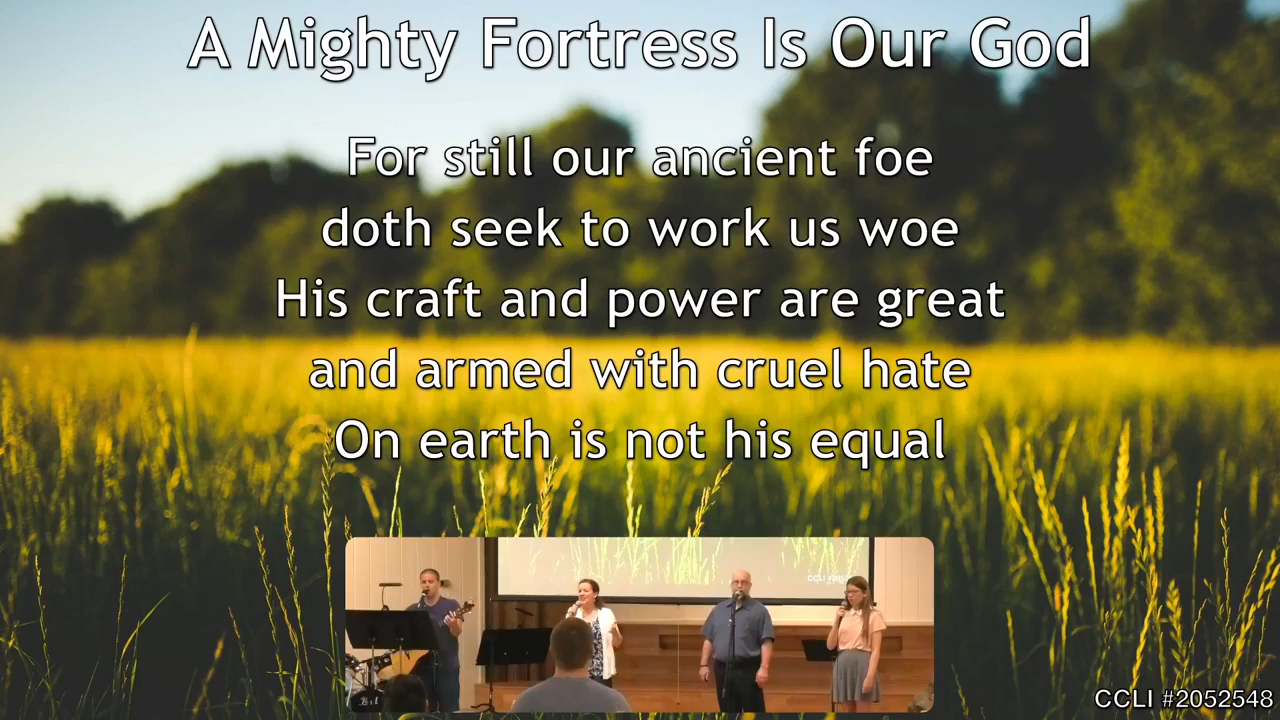 A Mighty Fortress Is Our God
For still our ancient foe
doth seek to work us woe
His craft and power are great
and armed with cruel hate
On earth is not his equal
CCLI #2052548